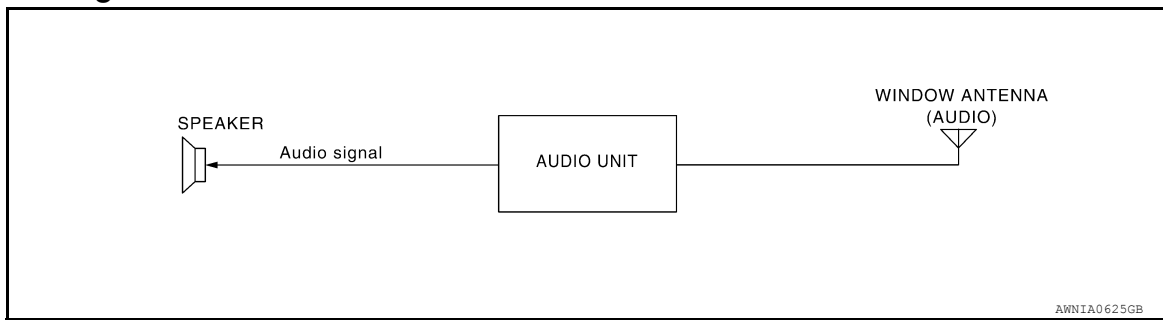 SPEAKER
Audio signal
AUDIO UNIT
WINDOW ANTENNA
(AUDIO)
AWNIA0625GB